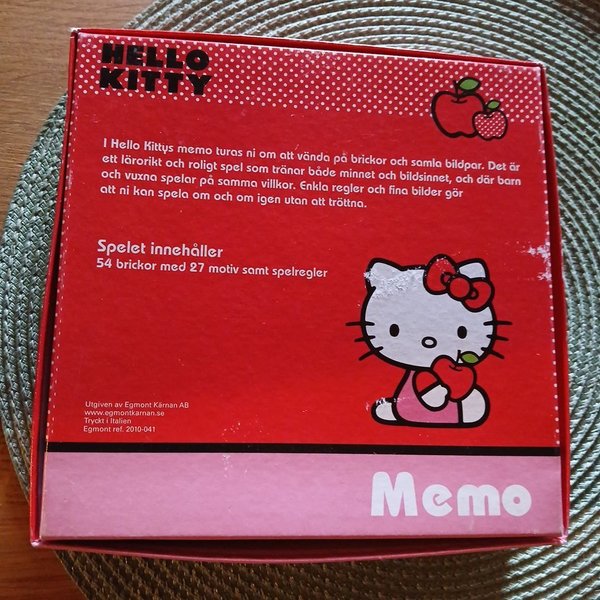 HELLO
KITTY
I Hello Kittys memo turas ni om att vända på brickor och samla bildpar. Det är
ett lärorikt och roligt spel som tränar både minnet och bildsinnet, och där barn
och vuxna spelar på samma villkor. Enkla regler och fina bilder gör
att ni kan spela om och om igen utan att tröttna.
Spelet innehåller
54 brickor med 27 motiv samt spelregler
Utgiven av Egmont Kärnan AB
www.egmontkarnan.se
Tryckt i Italien
Egmont ref. 2010-041
Memo